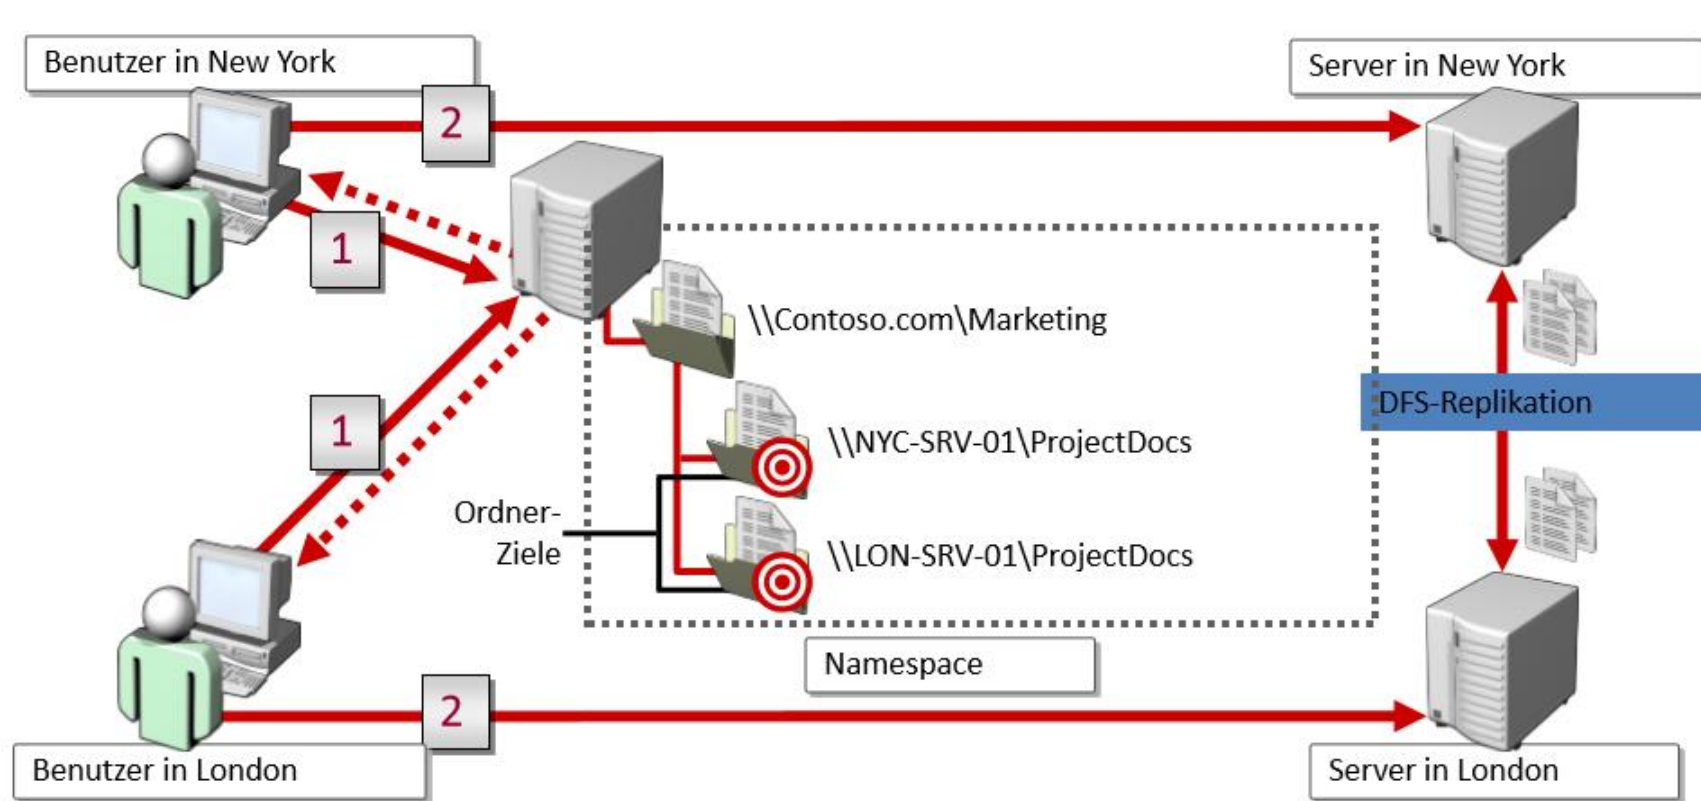 Benutzer in New York
Server in New York
2
1
\\Contoso.com\Marketing
DFS-Replikation
1
\\NYC-SRV-01\ProjectDocs
Ordner-
Ziele
\\LON-SRV-01\ProjectDocs
Namespace
2
Benutzer in London
Server in London